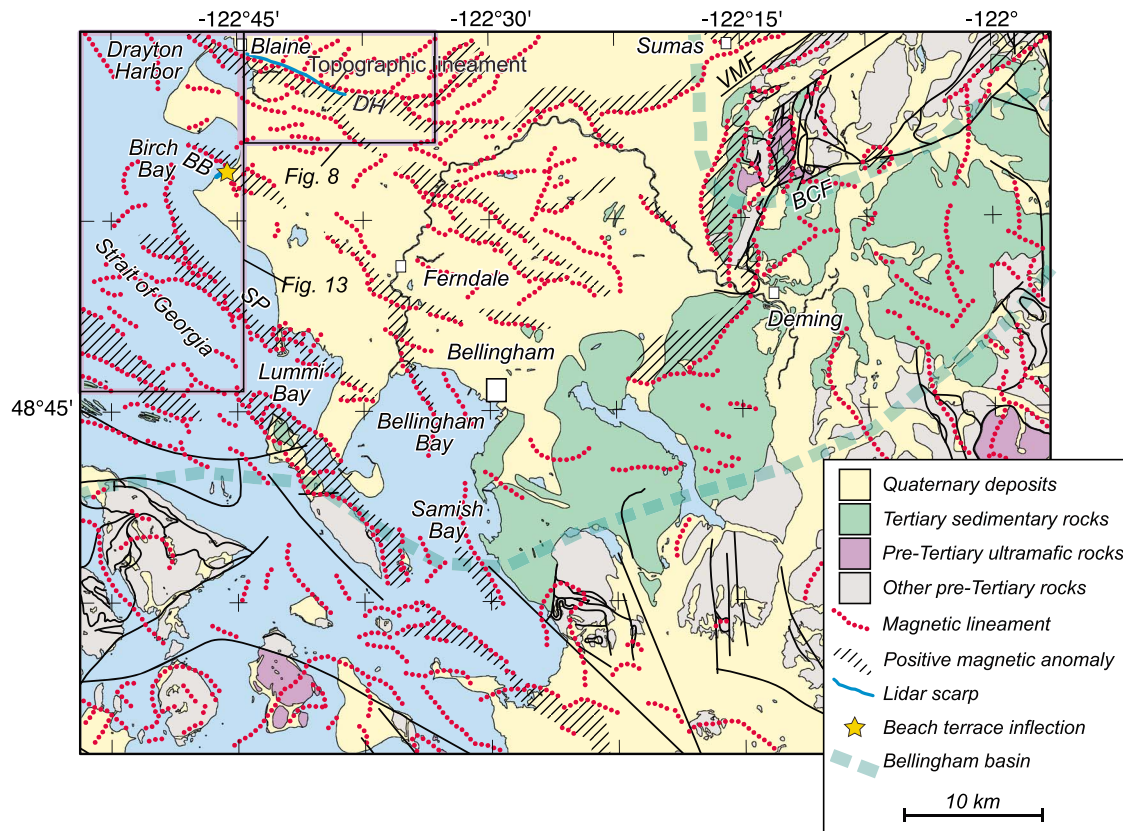 -122°45'
-122°30'
-122°15'
-122°
Drayton
Harbor
Blaine
Topographic lineament
DH
Sumas
VMF
Birch
Bay
BB
Fig. 8
BCF
Strait of Georgia
SP
Fig. 13
Ferndale
Deming
Bellingham
Lummi
Bay
48°45'
Bellingham
Bay
Samish
Bay
Quaternary deposits
Tertiary sedimentary rocks
Pre-Tertiary ultramafic rocks
Other pre-Tertiary rocks
Magnetic lineament
Positive magnetic anomaly
Lidar scarp
Beach terrace inflection
Bellingham basin
10 km